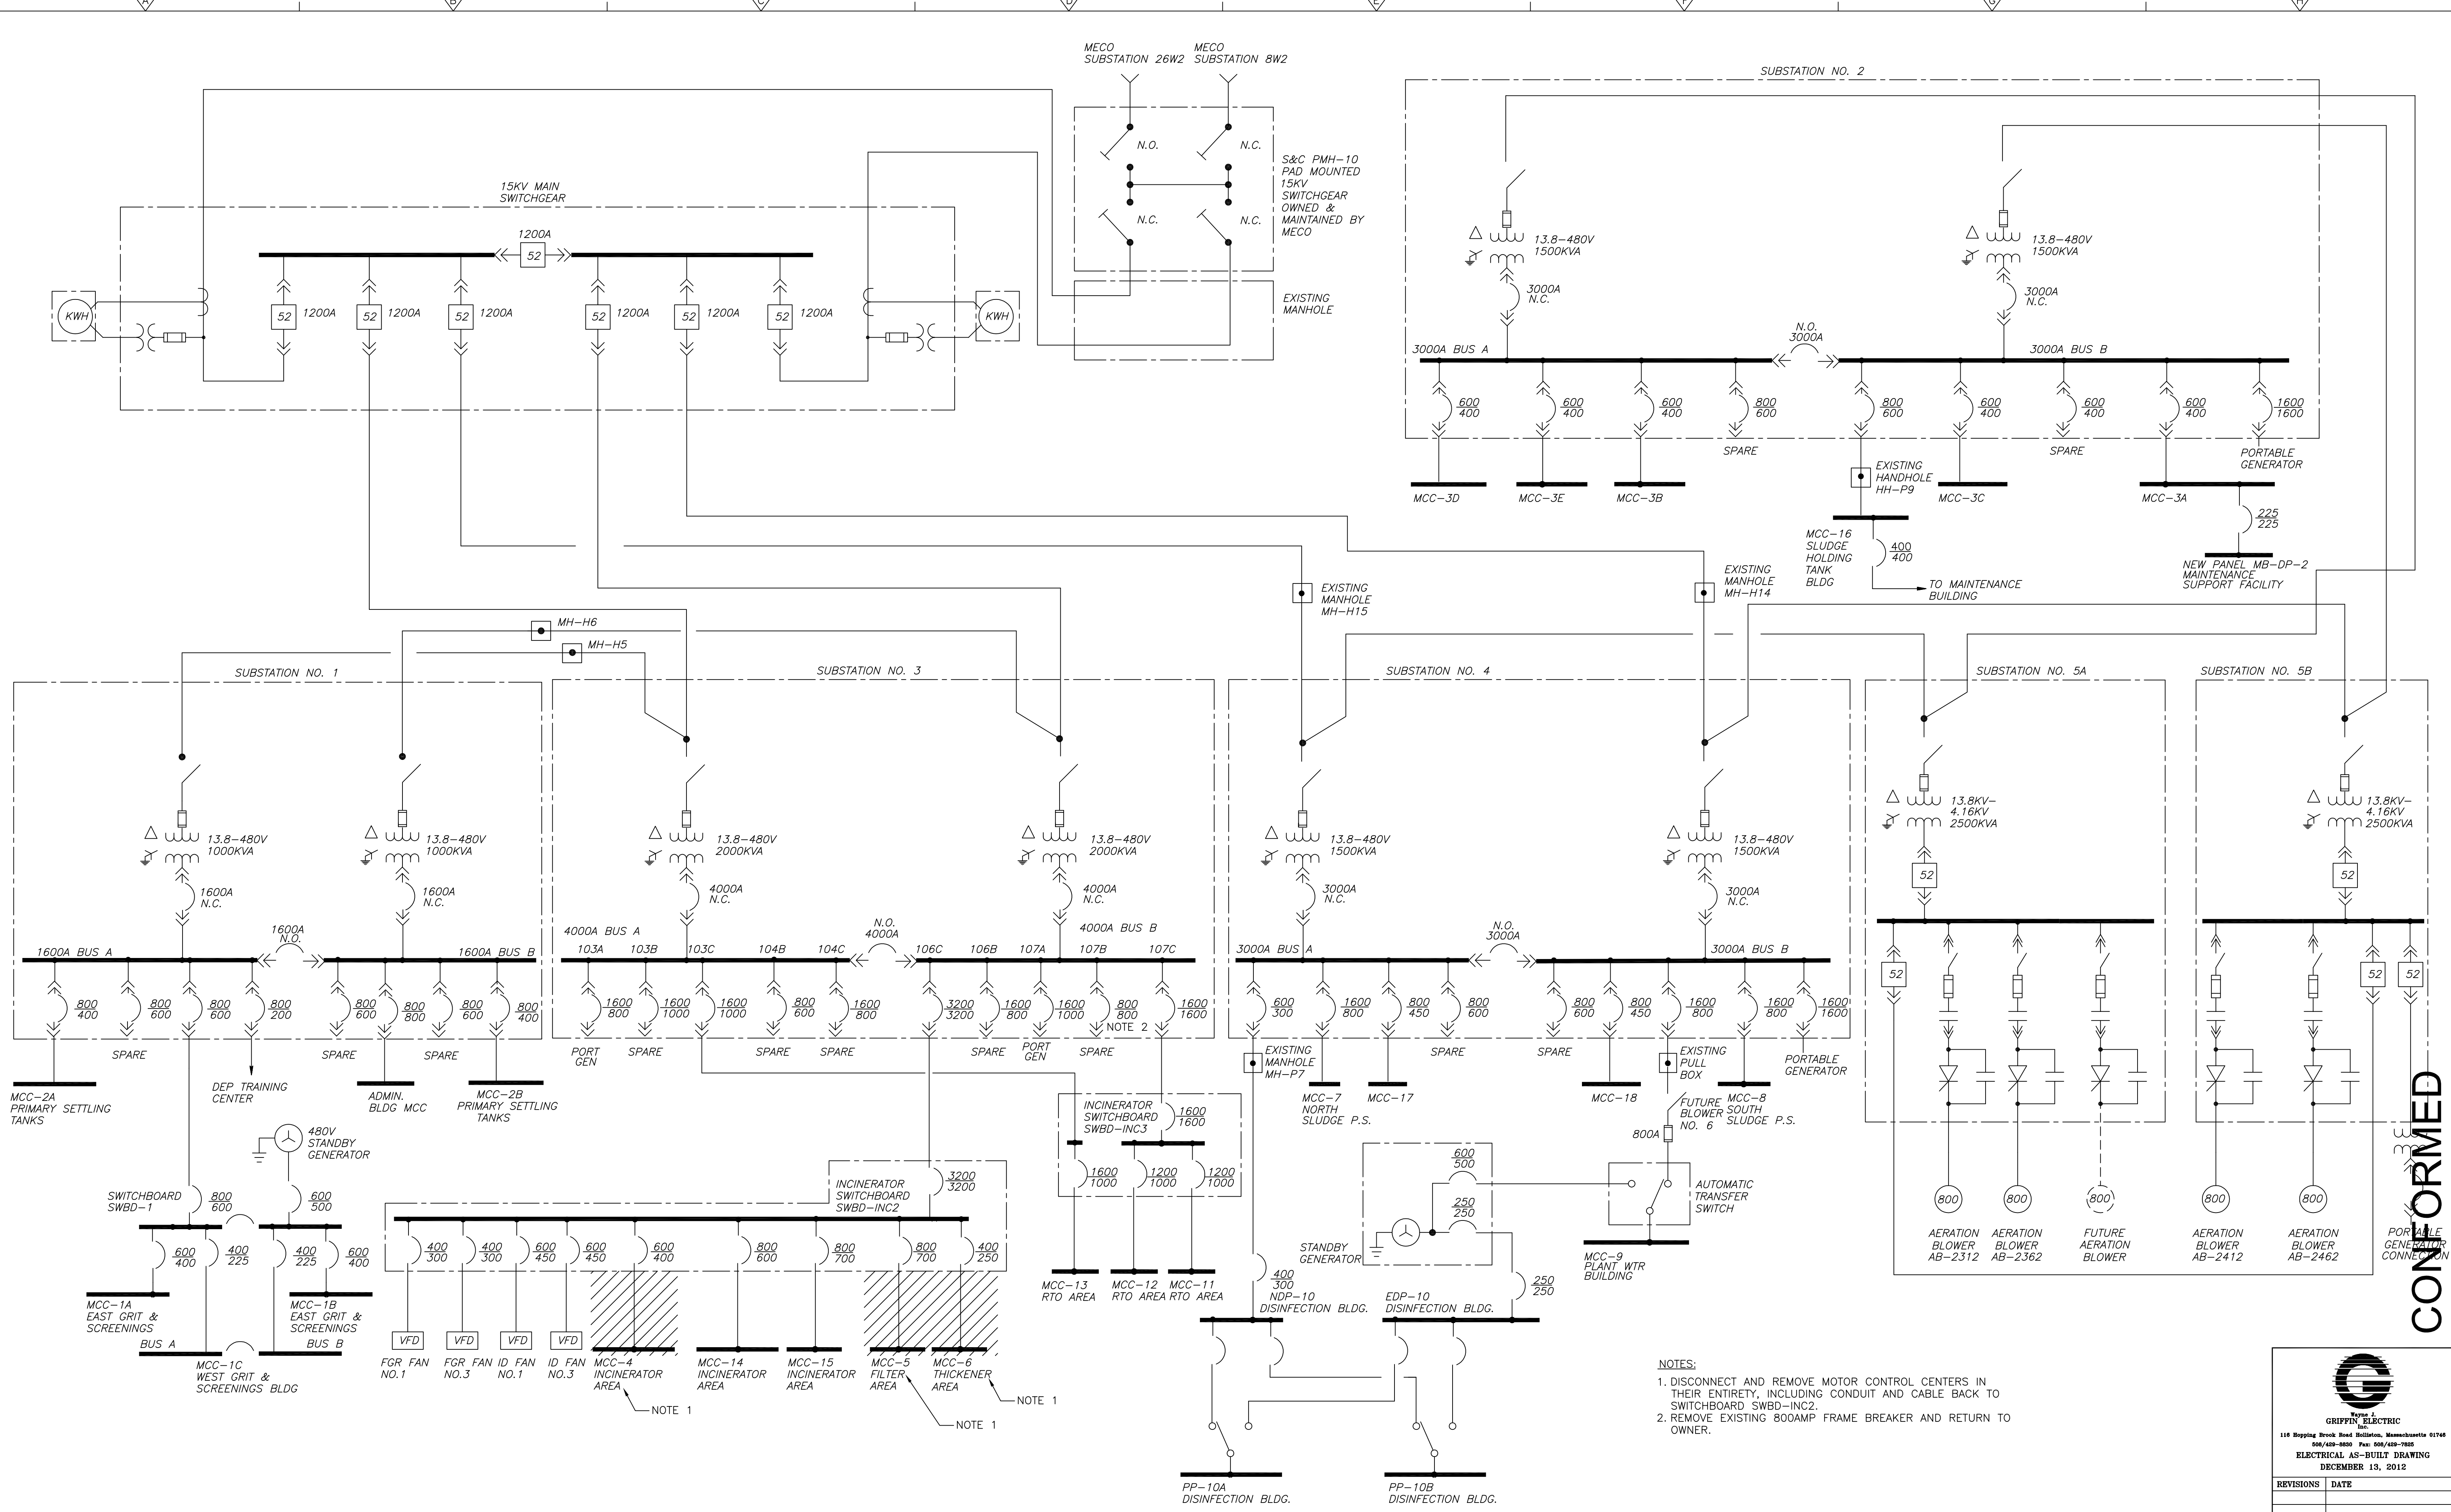 A
B
C
D
E
F
G
H
MECO
SUBSTATION 26W2
MECO
SUBSTATION 8W2
N.O.
N.C.
N.C.
N.C.
S&C PMH-10
PAD MOUNTED
15KV
SWITCHGEAR
OWNED &
MAINTAINED BY
MECO
EXISTING
MANHOLE
15KV MAIN
SWITCHGEAR
1200A
52
KWH
52
1200A
52
1200A
52
1200A
52
1200A
52
1200A
52
1200A
KWH
SUBSTATION NO. 2
13.8-480V
1500KVA
3000A
N.C.
13.8-480V
1500KVA
3000A
N.C.
N.O.
3000A
3000A BUS A
3000A BUS B
600
400
600
400
600
400
800
600
800
600
600
400
600
400
600
400
1600
1600
SPARE
SPARE
PORTABLE
GENERATOR
EXISTING
HANDHOLE
HH-P9
MCC-3D
MCC-3E
MCC-3B
MCC-3C
MCC-3A
225
225
MCC-16
SLUDGE
HOLDING
TANK
BLDG
400
400
TO MAINTENANCE
BUILDING
NEW PANEL MB-DP-2
MAINTENANCE
SUPPORT FACILITY
EXISTING
MANHOLE
MH-H15
EXISTING
MANHOLE
MH-H14
MH-H6
MH-H5
SUBSTATION NO. 1
13.8-480V
1000KVA
1600A
N.C.
13.8-480V
1000KVA
1600A
N.C.
1600A
N.O.
1600A BUS A
1600A BUS B
800
400
800
600
800
600
800
200
800
600
800
800
800
600
800
400
SPARE
SPARE
SPARE
DEP TRAINING
CENTER
MCC-2A
PRIMARY SETTLING
TANKS
ADMIN.
BLDG MCC
MCC-2B
PRIMARY SETTLING
TANKS
480V
STANDBY
GENERATOR
SWITCHBOARD
SWBD-1
800
600
600
500
600
400
400
225
400
225
600
400
MCC-1A
EAST GRIT &
SCREENINGS
MCC-1B
EAST GRIT &
SCREENINGS
BUS A
BUS B
MCC-1C
WEST GRIT &
SCREENINGS BLDG
SUBSTATION NO. 3
13.8-480V
2000KVA
4000A
N.C.
13.8-480V
2000KVA
4000A
N.C.
N.O.
4000A
4000A BUS A
4000A BUS B
103A
103B
103C
104B
104C
106C
106B
107A
107B
107C
1600
800
1600
1000
1600
1000
800
600
1600
800
3200
3200
1600
800
1600
1000
800
800
1600
1600
NOTE 2
PORT
GEN
SPARE
SPARE
SPARE
SPARE
PORT
GEN
SPARE
INCINERATOR
SWITCHBOARD
SWBD-INC2
3200
3200
400
300
400
300
600
450
600
450
600
400
800
600
800
700
800
700
400
250
VFD
VFD
VFD
VFD
FGR FAN
NO.1
FGR FAN
NO.3
ID FAN
NO.1
ID FAN
NO.3
MCC-4
INCINERATOR
AREA
MCC-14
INCINERATOR
AREA
MCC-15
INCINERATOR
AREA
MCC-5
FILTER
AREA
MCC-6
THICKENER
AREA
NOTE 1
NOTE 1
NOTE 1
INCINERATOR
SWITCHBOARD
SWBD-INC3
1600
1600
1600
1000
1200
1000
1200
1000
MCC-13
RTO AREA
MCC-12
RTO AREA
MCC-11
RTO AREA
SUBSTATION NO. 4
13.8-480V
1500KVA
3000A
N.C.
13.8-480V
1500KVA
3000A
N.C.
N.O.
3000A
3000A BUS A
3000A BUS B
600
300
1600
800
800
450
800
600
800
600
800
450
1600
800
1600
800
1600
1600
EXISTING
MANHOLE
MH-P7
SPARE
SPARE
EXISTING
PULL
BOX
PORTABLE
GENERATOR
MCC-7
NORTH
SLUDGE P.S.
MCC-17
MCC-18
FUTURE
BLOWER
NO. 6
MCC-8
SOUTH
SLUDGE P.S.
800A
AUTOMATIC
TRANSFER
SWITCH
MCC-9
PLANT WTR
BUILDING
600
500
250
250
STANDBY
GENERATOR
250
250
400
300
NDP-10
DISINFECTION BLDG.
EDP-10
DISINFECTION BLDG.
PP-10A
DISINFECTION BLDG.
PP-10B
DISINFECTION BLDG.
SUBSTATION NO. 5A
13.8KV-
4.16KV
2500KVA
52
52
800
800
800
AERATION
BLOWER
AB-2312
AERATION
BLOWER
AB-2362
FUTURE
AERATION
BLOWER
SUBSTATION NO. 5B
13.8KV-
4.16KV
2500KVA
52
52
52
800
800
AERATION
BLOWER
AB-2412
AERATION
BLOWER
AB-2462
PORTABLE
GENERATOR
CONNECTION
CONFORMED
NOTES:
1. DISCONNECT AND REMOVE MOTOR CONTROL CENTERS IN
THEIR ENTIRETY, INCLUDING CONDUIT AND CABLE BACK TO
SWITCHBOARD SWBD-INC2.
2. REMOVE EXISTING 800AMP FRAME BREAKER AND RETURN TO
OWNER.
Wayne J.
GRIFFIN ELECTRIC
Inc.
116 Hopping Brook Road Holliston, Massachusetts 01746
508/429-8830 Fax: 508/429-7825
ELECTRICAL AS-BUILT DRAWING
DECEMBER 13, 2012
REVISIONS
DATE